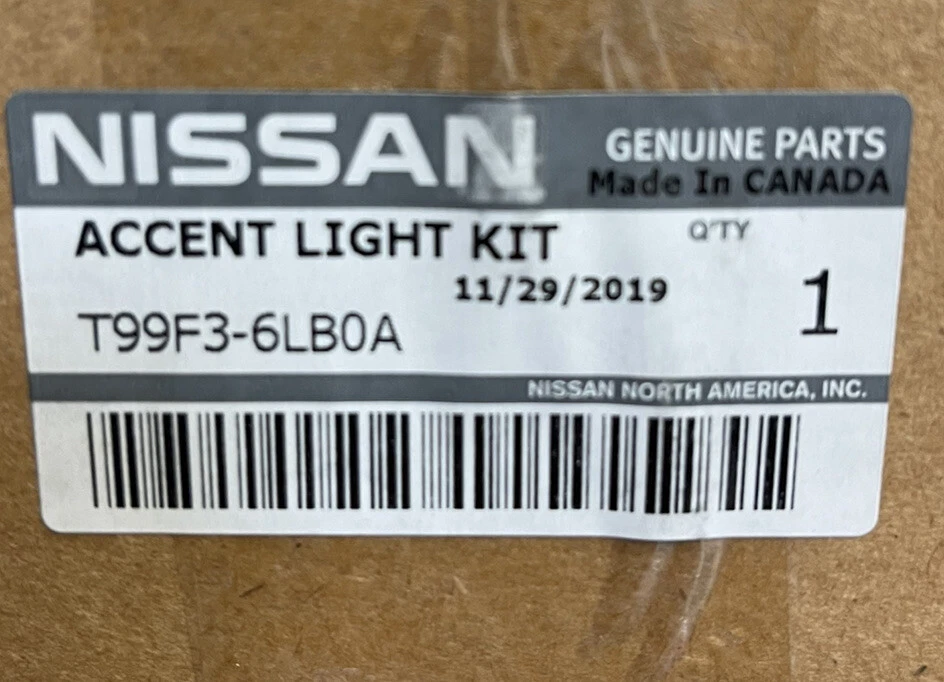 NISSAN
GENUINE PARTS
Made In CANADA
ACCENT LIGHT KIT
Q'TY
11/29/2019
1
T99F3-6LB0A
NISSAN NORTH AMERICA, INC.